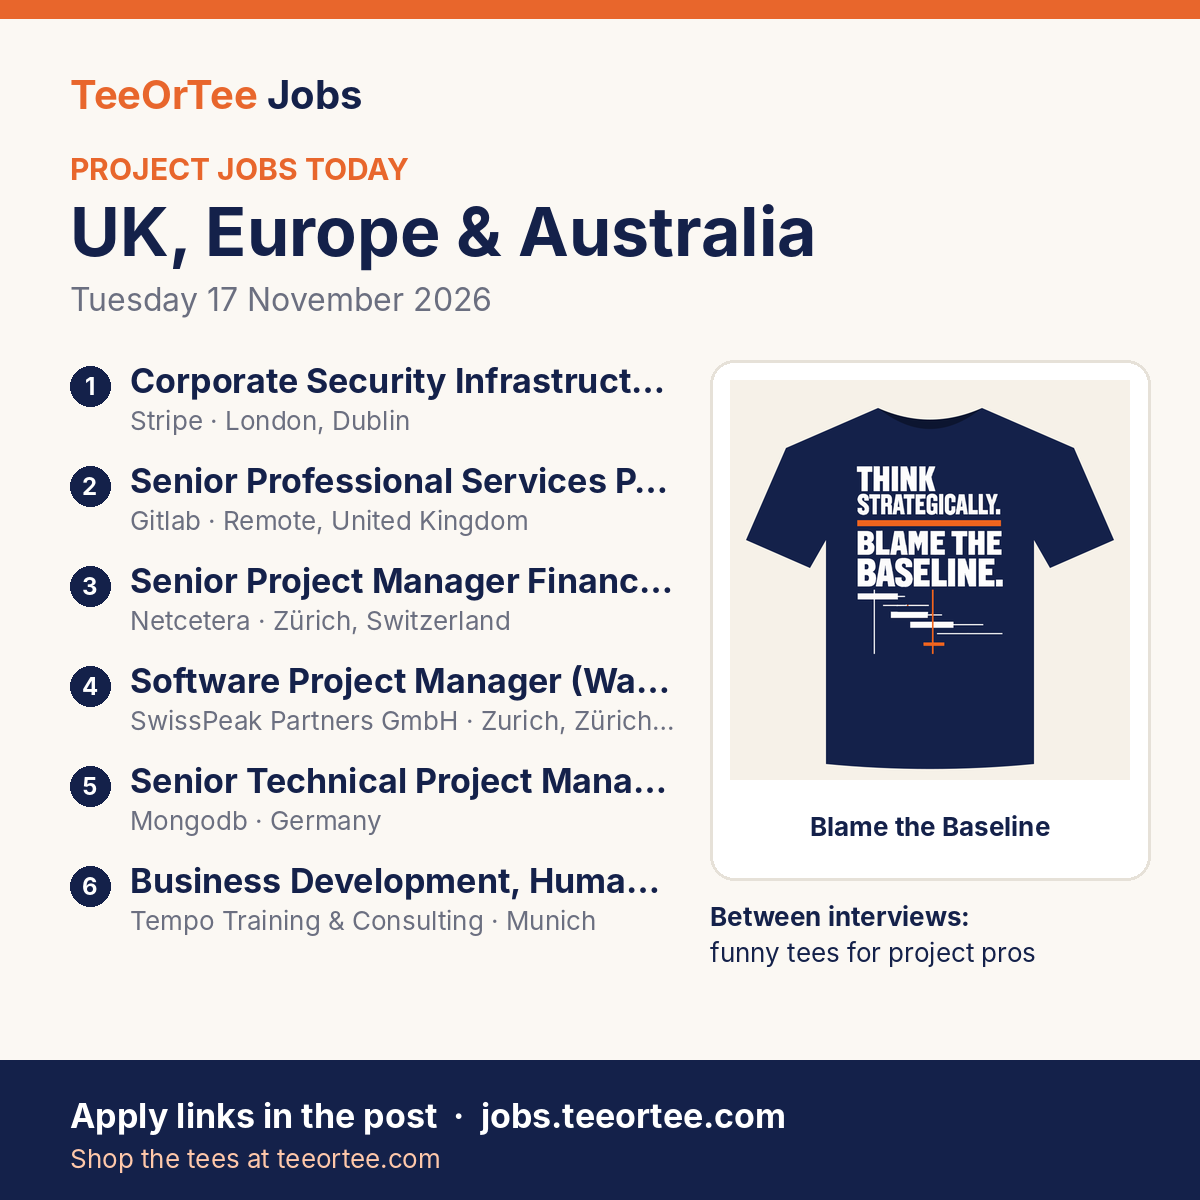 TeeOrTee Jobs
PROJECT JOBS TODAY
UK, Europe & Australia
Tuesday 17 November 2026
1 Corporate Security Infrastruct...
Stripe · London, Dublin
2 Senior Professional Services P...
Gitlab · Remote, United Kingdom
3 Senior Project Manager Financ...
Netcetera · Zürich, Switzerland
4 Software Project Manager (Wa...
SwissPeak Partners GmbH · Zurich, Zürich...
5 Senior Technical Project Mana...
Mongodb · Germany
6 Business Development, Huma...
Tempo Training & Consulting · Munich
THINK
STRATEGICALLY.
BLAME THE
BASELINE.
Blame the Baseline
Between interviews:
funny tees for project pros
Apply links in the post · jobs.teeortee.com
Shop the tees at teeortee.com